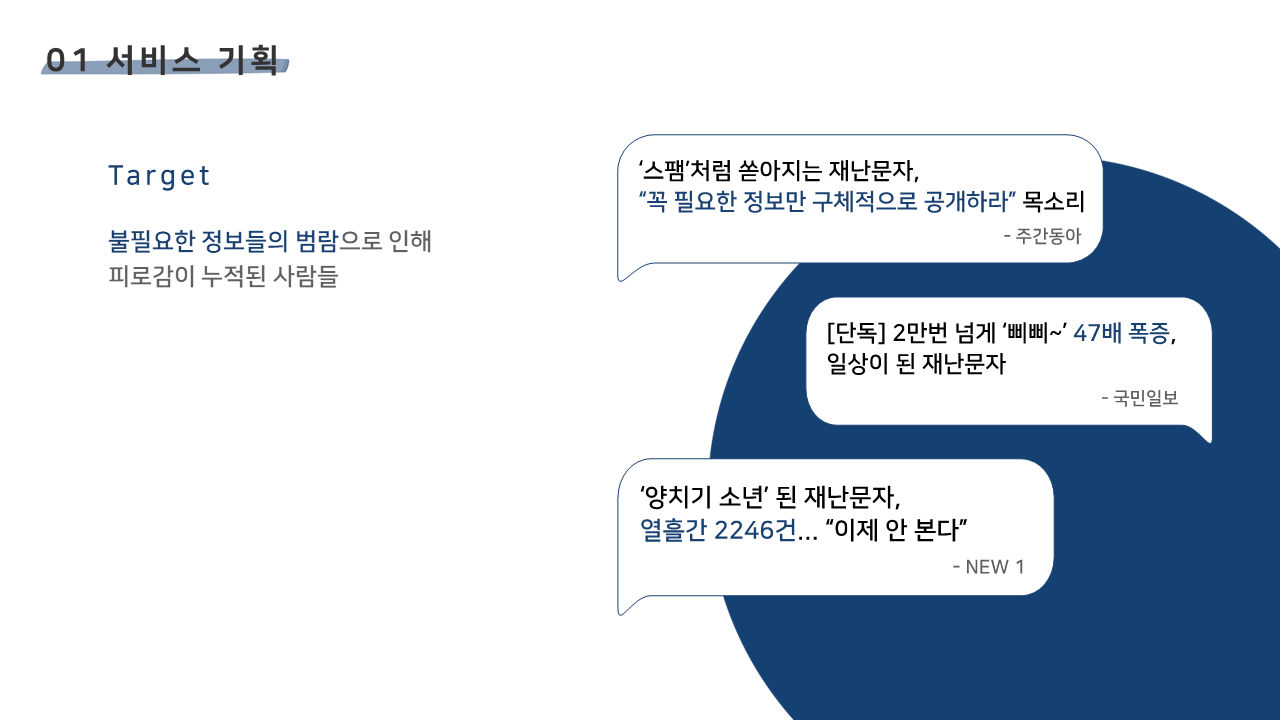 01 서비스 기획
Target
불필요한 정보들의 범람으로 인해
피로감이 누적된 사람들
‘스팸’처럼 쏟아지는 재난문자,
“꼭 필요한 정보만 구체적으로 공개하라” 목소리
- 주간동아
[단독] 2만번 넘게 ‘삐삐~’ 47배 폭증,
일상이 된 재난문자
- 국민일보
‘양치기 소년’ 된 재난문자,
열흘간 2246건... “이제 안 본다”
- NEW 1